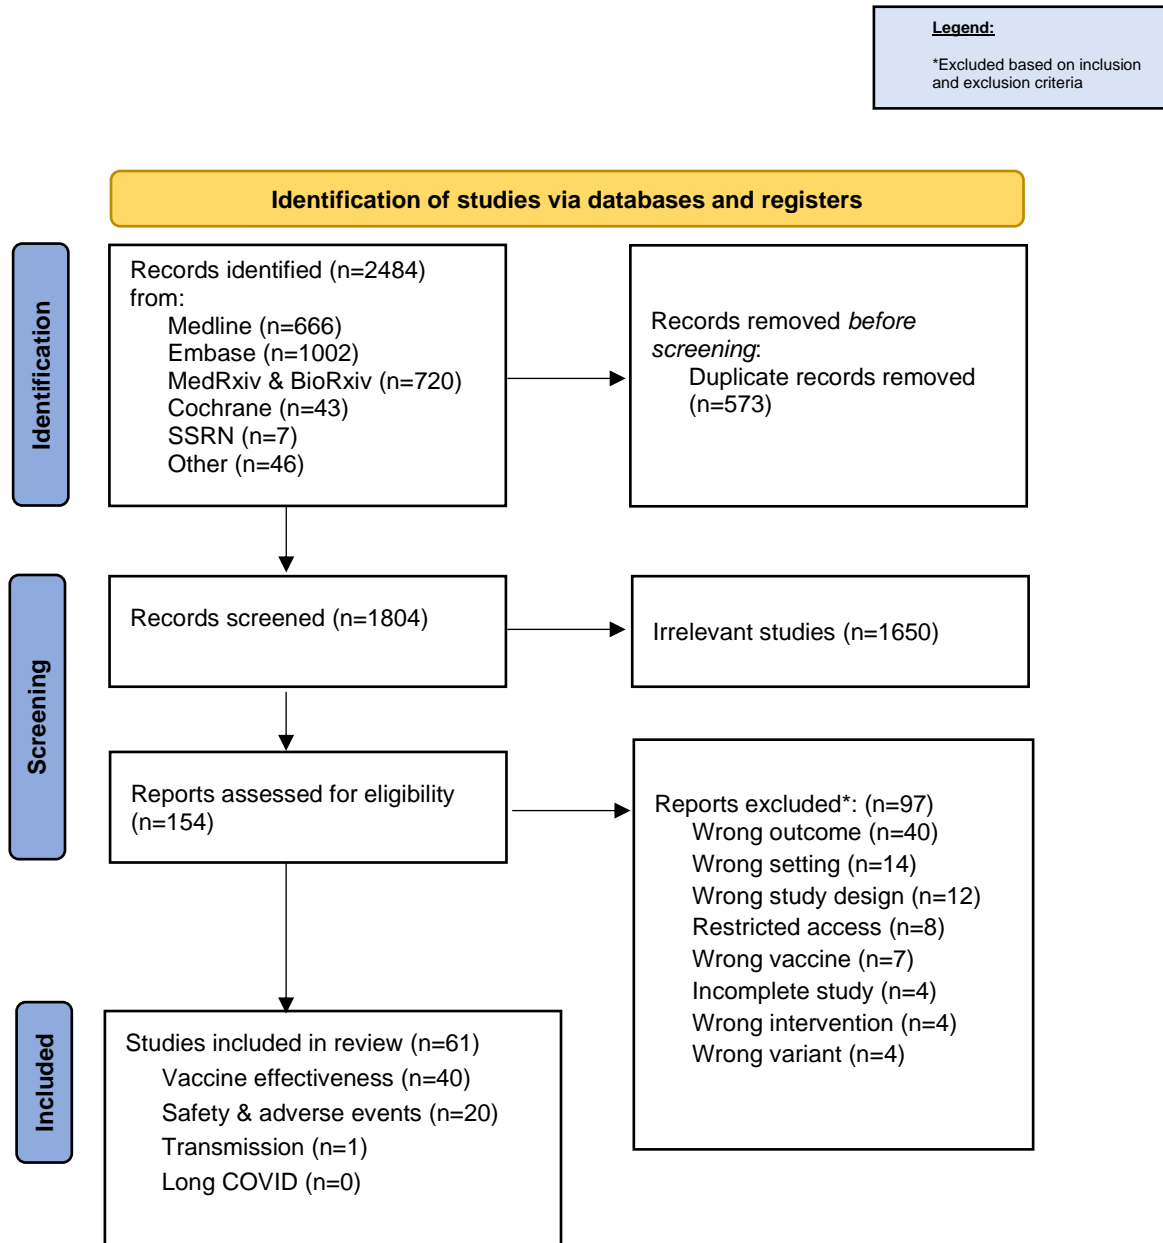 Legend:
*Excluded based on inclusion
and exclusion criteria
Identification of studies via databases and registers
Identification
Records identified (n=2484)
from:
Medline (n=666)
Embase (n=1002)
MedRxiv & BioRxiv (n=720)
Cochrane (n=43)
SSRN (n=7)
Other (n=46)
Records removed before
screening:
Duplicate records removed
(n=573)
Screening
Records screened (n=1804)
Irrelevant studies (n=1650)
Reports assessed for eligibility
(n=154)
Reports excluded*: (n=97)
Wrong outcome (n=40)
Wrong setting (n=14)
Wrong study design (n=12)
Restricted access (n=8)
Wrong vaccine (n=7)
Incomplete study (n=4)
Wrong intervention (n=4)
Wrong variant (n=4)
Included
Studies included in review (n=61)
Vaccine effectiveness (n=40)
Safety & adverse events (n=20)
Transmission (n=1)
Long COVID (n=0)